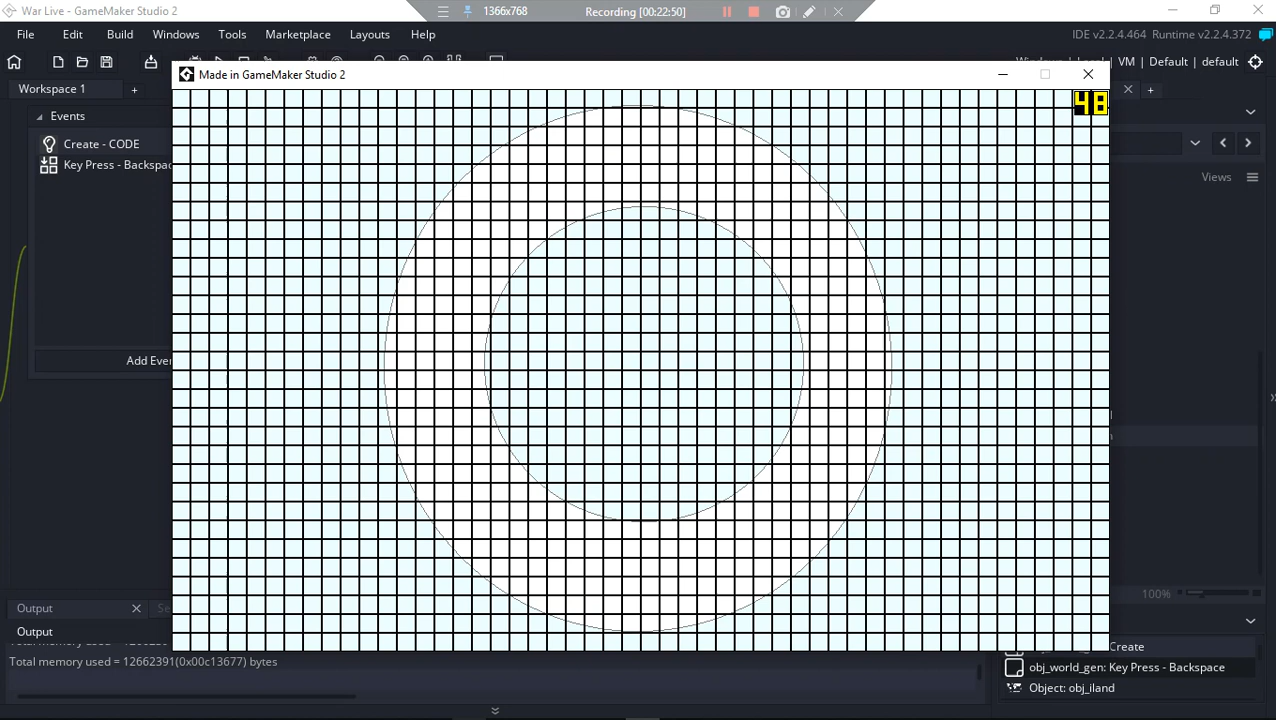 War Live - GameMaker Studio 2
1366x768
Recording [00:22:50]
File Edit Build Windows Tools Marketplace Layouts Help
IDE v2.2.4.464 Runtime v2.2.4.372
| VM | Default | default
Workspace 1
Made in GameMaker Studio 2
48
Events
Create - CODE
Key Press - Backspac
Views
Add Eve
100%
Output
Output
Total memory used = 12662391(0x00c13677) bytes
Create
obj_world_gen: Key Press - Backspace
Object: obj_iland